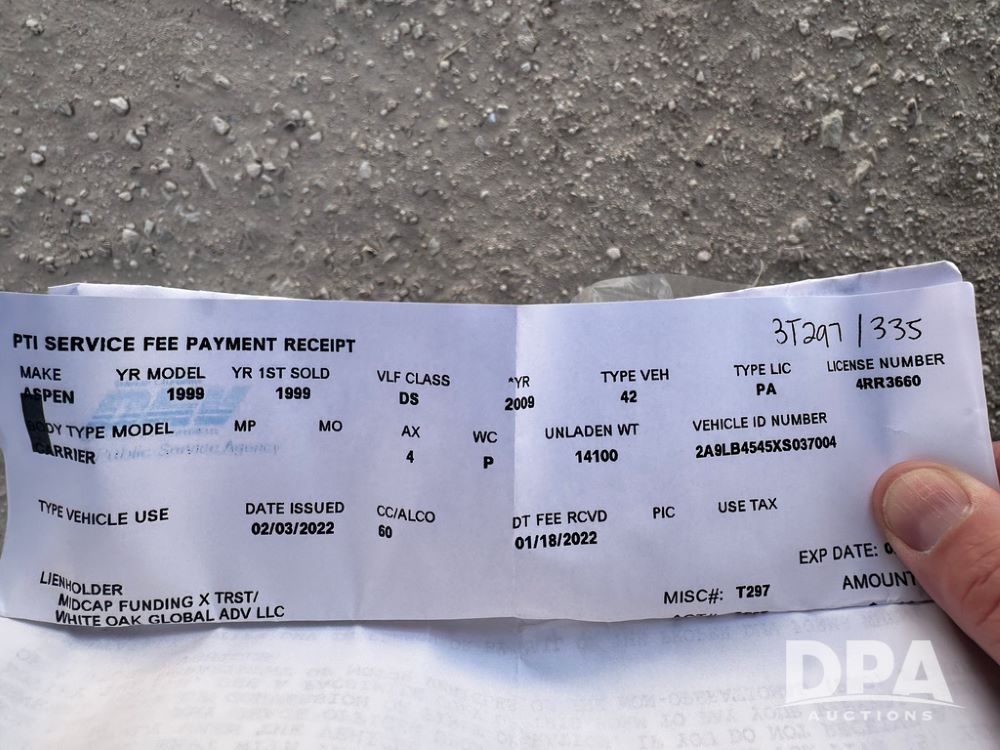 3T297 / 335
PTI SERVICE FEE PAYMENT RECEIPT
MAKE YR MODEL YR 1ST SOLD VLF CLASS *YR TYPE VEH TYPE LIC LICENSE NUMBER
ASPEN 1999 1999 DS 2009 42 PA 4RR3660
BODY TYPE MODEL MP MO AX WC UNLADEN WT VEHICLE ID NUMBER
CARRIER 4 P 14100 2A9LB4545XS037004
Public Service Agency
TYPE VEHICLE USE DATE ISSUED CC/ALCO DT FEE RCVD PIC USE TAX
02/03/2022 60 01/18/2022
EXP DATE:
LIENHOLDER AMOUNT
MIDCAP FUNDING X TRST/ MISC#: T297
WHITE OAK GLOBAL ADV LLC
DPA
AUCTIONS